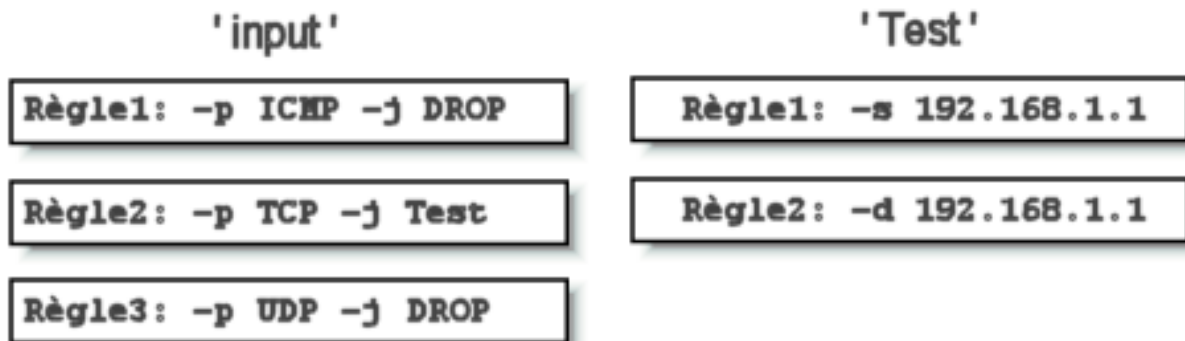 'input'
Règle1: -p ICMP -j DROP
Règle2: -p TCP -j Test
Règle3: -p UDP -j DROP
'Test'
Règle1: -s 192.168.1.1
Règle2: -d 192.168.1.1